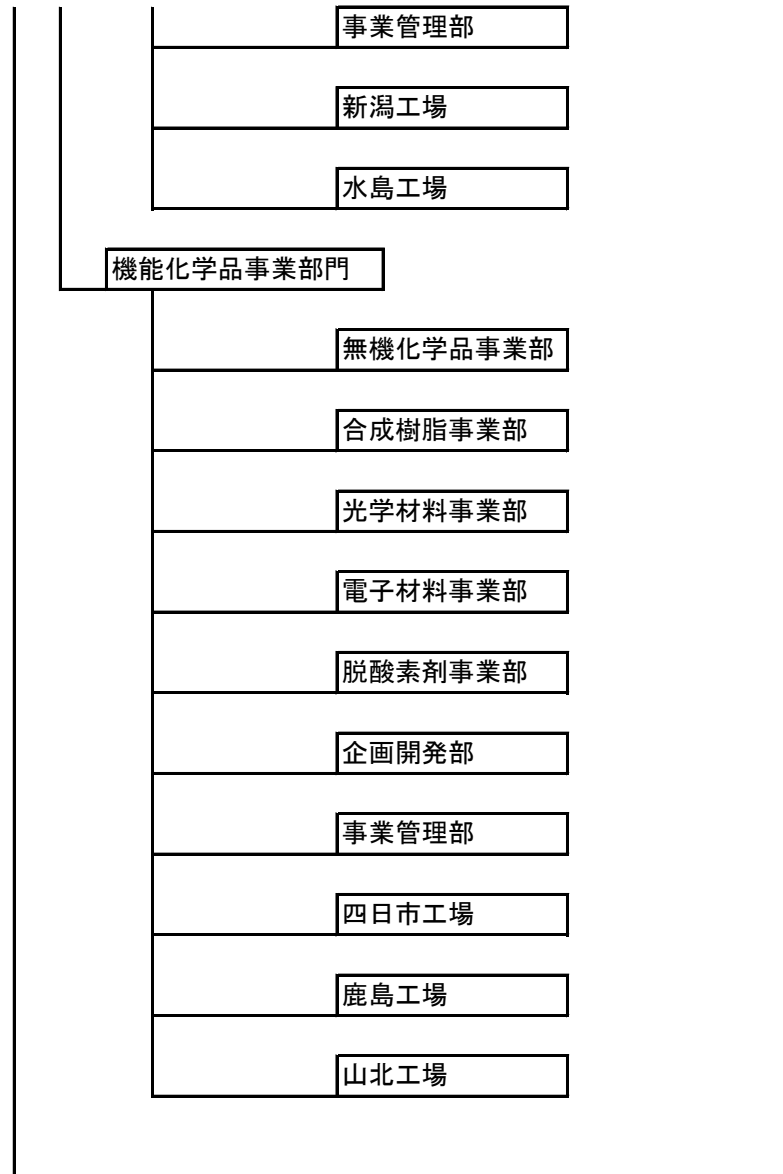 事業管理部
新潟工場
水島工場
機能化学品事業部門
無機化学品事業部
合成樹脂事業部
光学材料事業部
電子材料事業部
脱酸素剤事業部
企画開発部
事業管理部
四日市工場
鹿島工場
山北工場